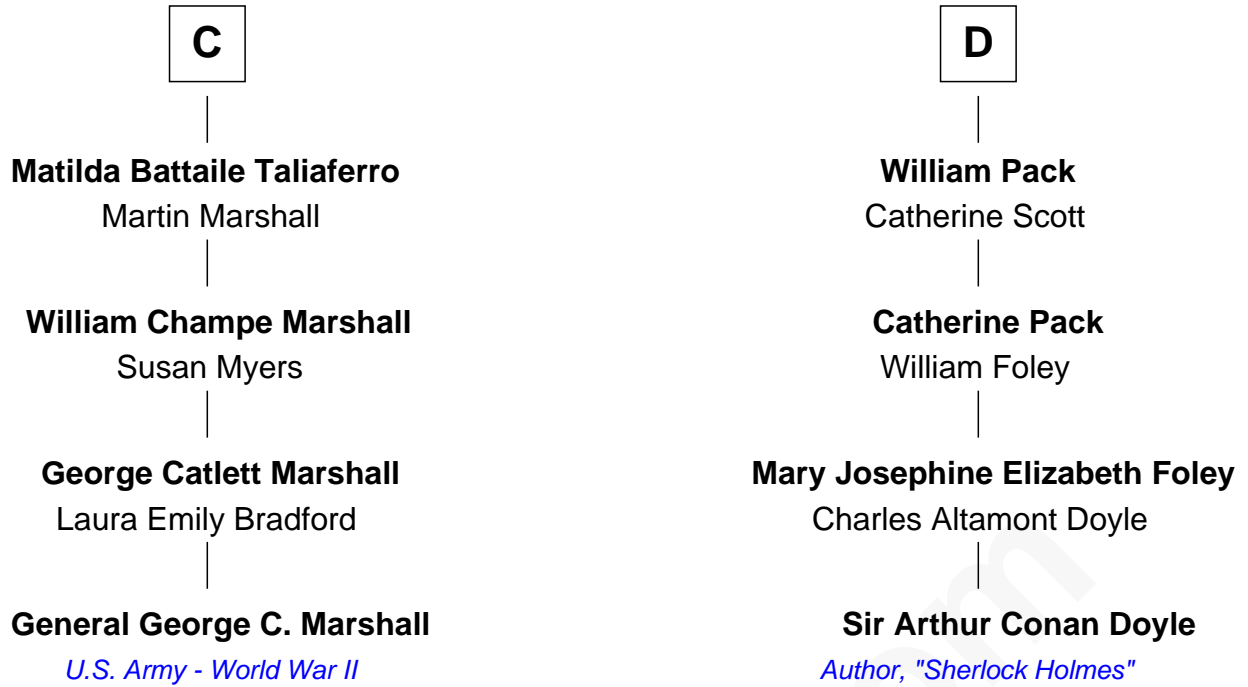 C
Matilda Battaile Taliaferro
Martin Marshall
William Champe Marshall
Susan Myers
George Catlett Marshall
Laura Emily Bradford
General George C. Marshall
U.S. Army - World War II
D
William Pack
Catherine Scott
Catherine Pack
William Foley
Mary Josephine Elizabeth Foley
Charles Altamont Doyle
Sir Arthur Conan Doyle
Author, "Sherlock Holmes"